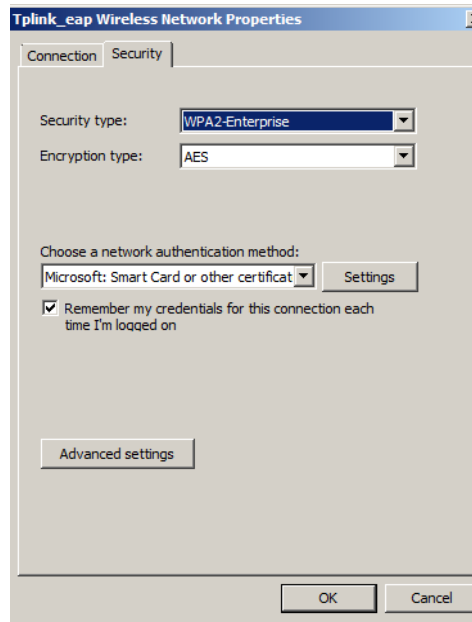 Tplink_eap Wireless Network Properties
Connection Security
Security type: WPA2-Enterprise
Encryption type: AES
Choose a network authentication method:
Microsoft: Smart Card or other certificat Settings
Remember my credentials for this connection each
time I'm logged on
Advanced settings
OK Cancel